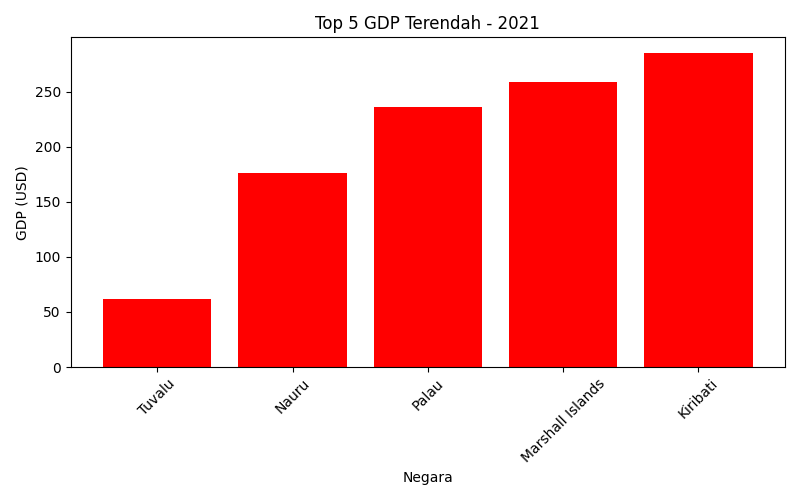 Top 5 GDP Terendah - 2021
GDP (USD)
250
200
150
100
50
0
Tuvalu
Nauru
Palau
Marshall Islands
Kiribati
Negara